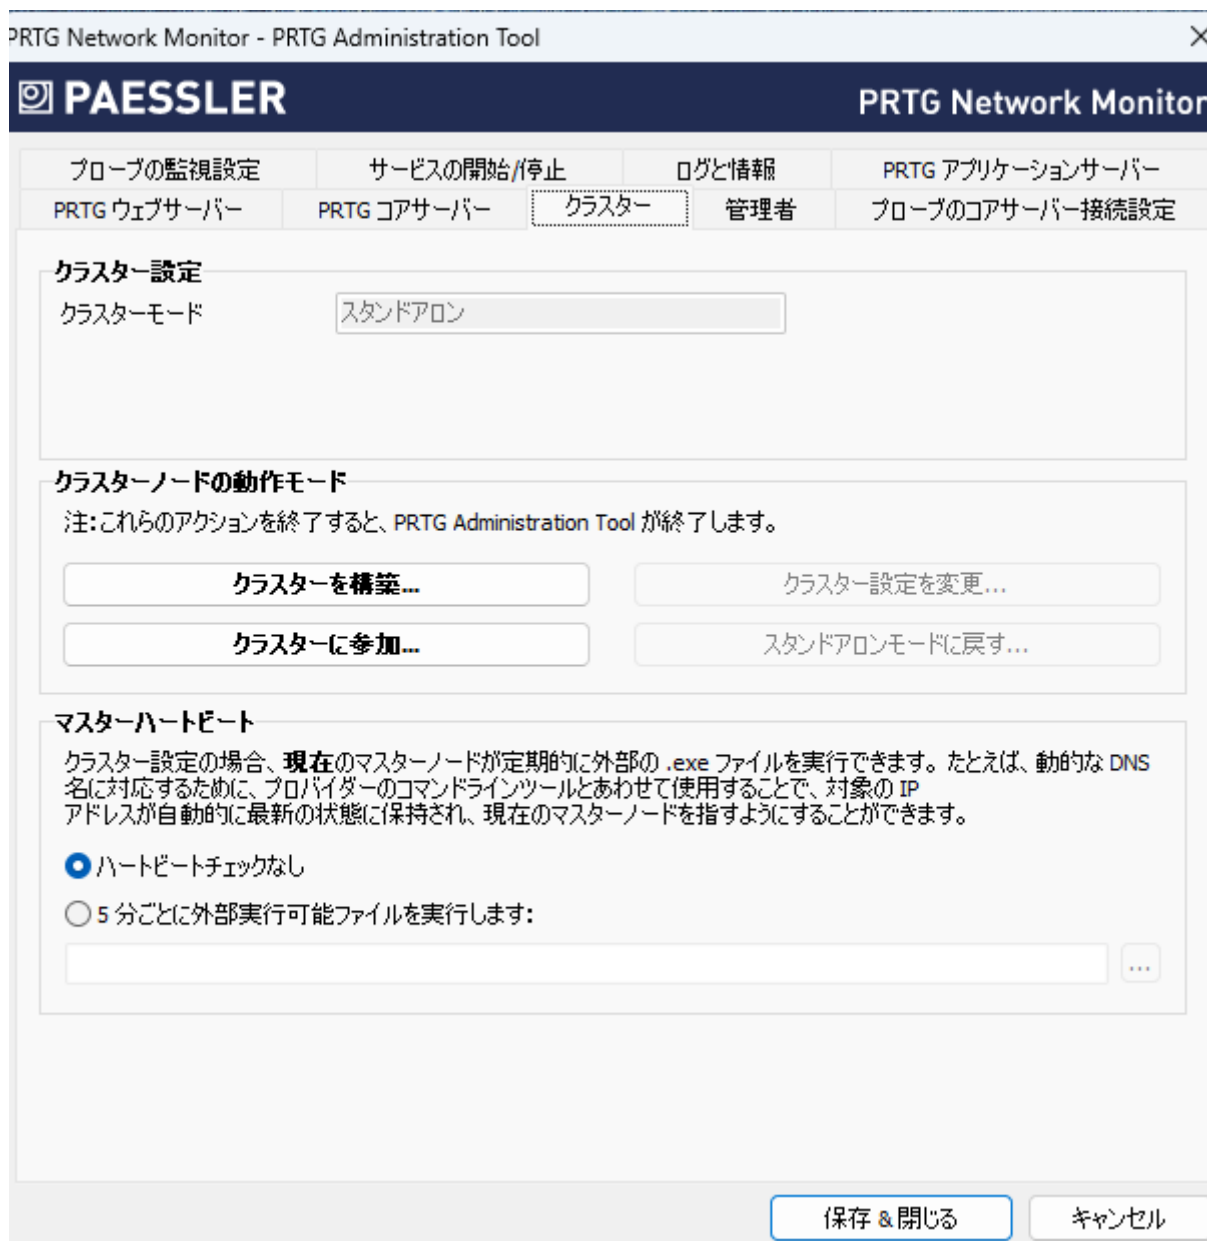 PRTG Network Monitor - PRTG Administration Tool
PAESSLER
PRTG Network Monitor
プローブの監視設定 サービスの開始/停止 ログと情報 PRTG アプリケーションサーバー
PRTG ウェブサーバー PRTG コアサーバー クラスター 管理者 プローブのコアサーバー接続設定
クラスター設定
クラスターモード スタンドアロン
クラスターノードの動作モード
注:これらのアクションを終了すると、PRTG Administration Tool が終了します。
クラスターを構築... クラスター設定を変更...
クラスターに参加... スタンドアロンモードに戻す...
マスターハートビート
クラスター設定の場合、現在のマスターノードが定期的に外部の .exe ファイルを実行できます。たとえば、動的な DNS
名に対応するために、プロバイダーのコマンドラインツールとあわせて使用することで、対象の IP
アドレスが自動的に最新の状態に保持され、現在のマスターノードを指すようにすることができます。
ハートビートチェックなし
5 分ごとに外部実行可能ファイルを実行します:
...
保存 & 閉じる キャンセル